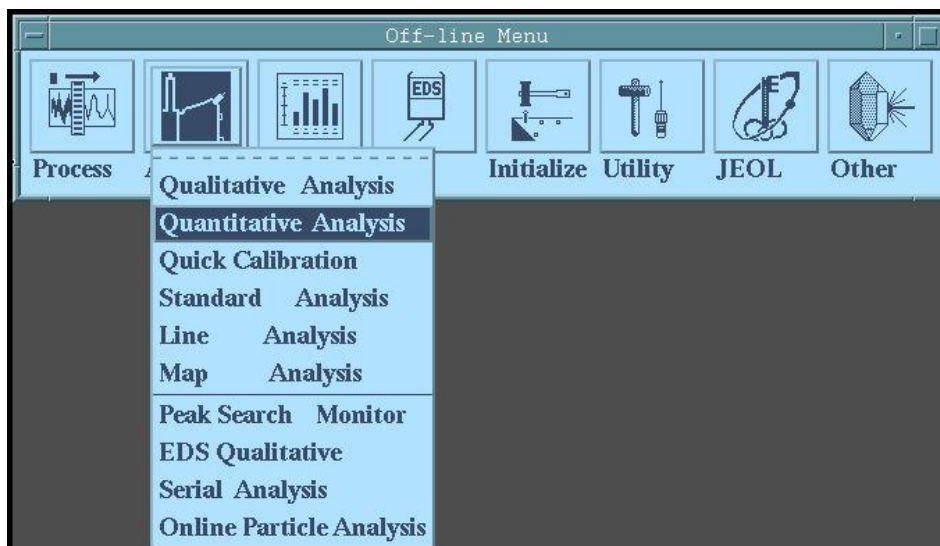 Off-line Menu
EDS
E
Process
Initialize
Utility
JEOL
Other
Qualitative Analysis
Quantitative Analysis
Quick Calibration
Standard Analysis
Line Analysis
Map Analysis
Peak Search Monitor
EDS Qualitative
Serial Analysis
Online Particle Analysis